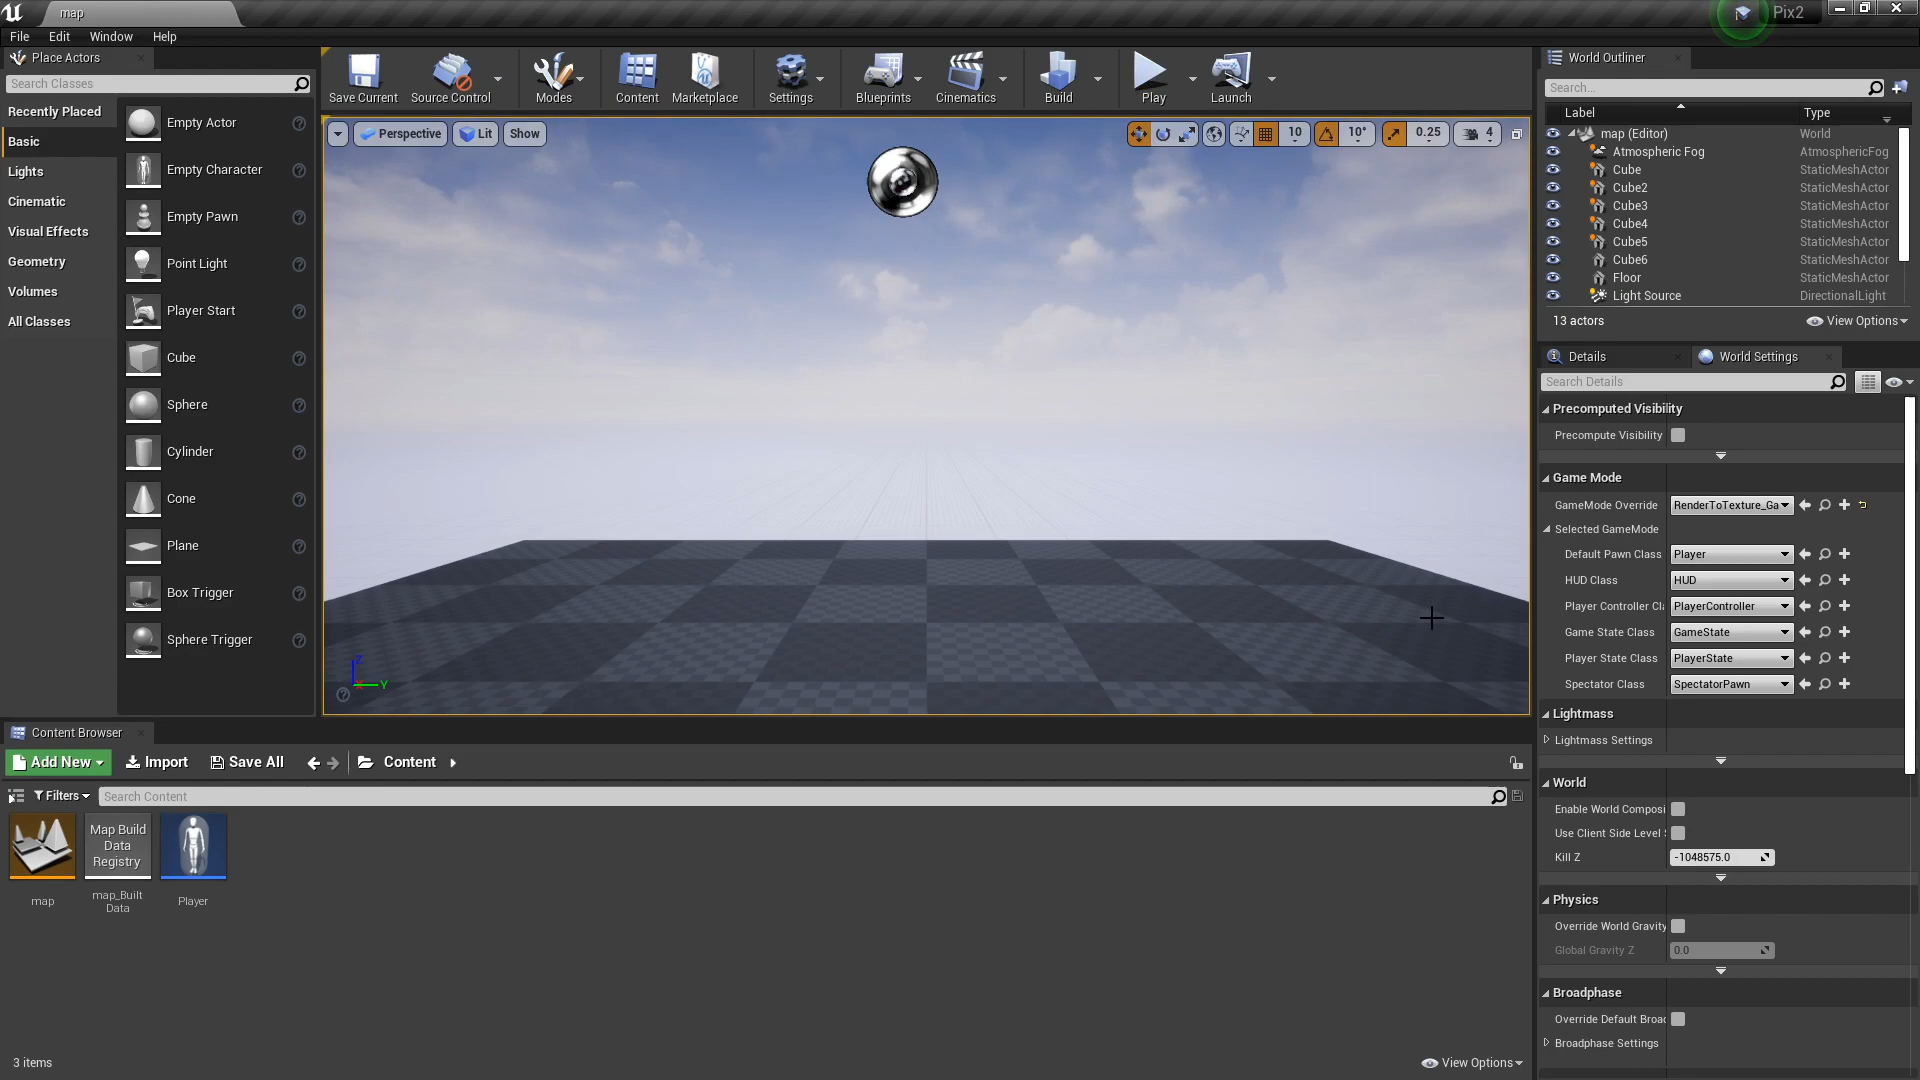 map
Pix2
File Edit Window Help
Place Actors
Search Classes
Recently Placed
Basic
Lights
Cinematic
Visual Effects
Geometry
Volumes
All Classes
Empty Actor
Empty Character
Empty Pawn
Point Light
Player Start
Cube
Sphere
Cylinder
Cone
Plane
Box Trigger
Sphere Trigger
Save Current Source Control Modes Content Marketplace Settings Blueprints Cinematics Build Play Launch
Perspective Lit Show
10 10° 0.25 4
Z
X
Y
World Outliner
Search...
Label Type
map (Editor) World
Atmospheric Fog AtmosphericFog
Cube StaticMeshActor
Cube2 StaticMeshActor
Cube3 StaticMeshActor
Cube4 StaticMeshActor
Cube5 StaticMeshActor
Cube6 StaticMeshActor
Floor StaticMeshActor
Light Source DirectionalLight
13 actors View Options
Details World Settings
Search Details
Precomputed Visibility
Precompute Visibility
Game Mode
GameMode Override RenderToTexture_Ga
Selected GameMode
Default Pawn Class Player
HUD Class HUD
Player Controller Cl PlayerController
Game State Class GameState
Player State Class PlayerState
Spectator Class SpectatorPawn
Lightmass
Lightmass Settings
World
Enable World Composi
Use Client Side Level
Kill Z -1048575.0
Physics
Override World Gravity
Global Gravity Z 0.0
Broadphase
Override Default Broad
Broadphase Settings
Content Browser
Add New Import Save All Content
Filters Search Content
Map Build
Data
Registry
map
map_Built
Data
Player
3 items View Options